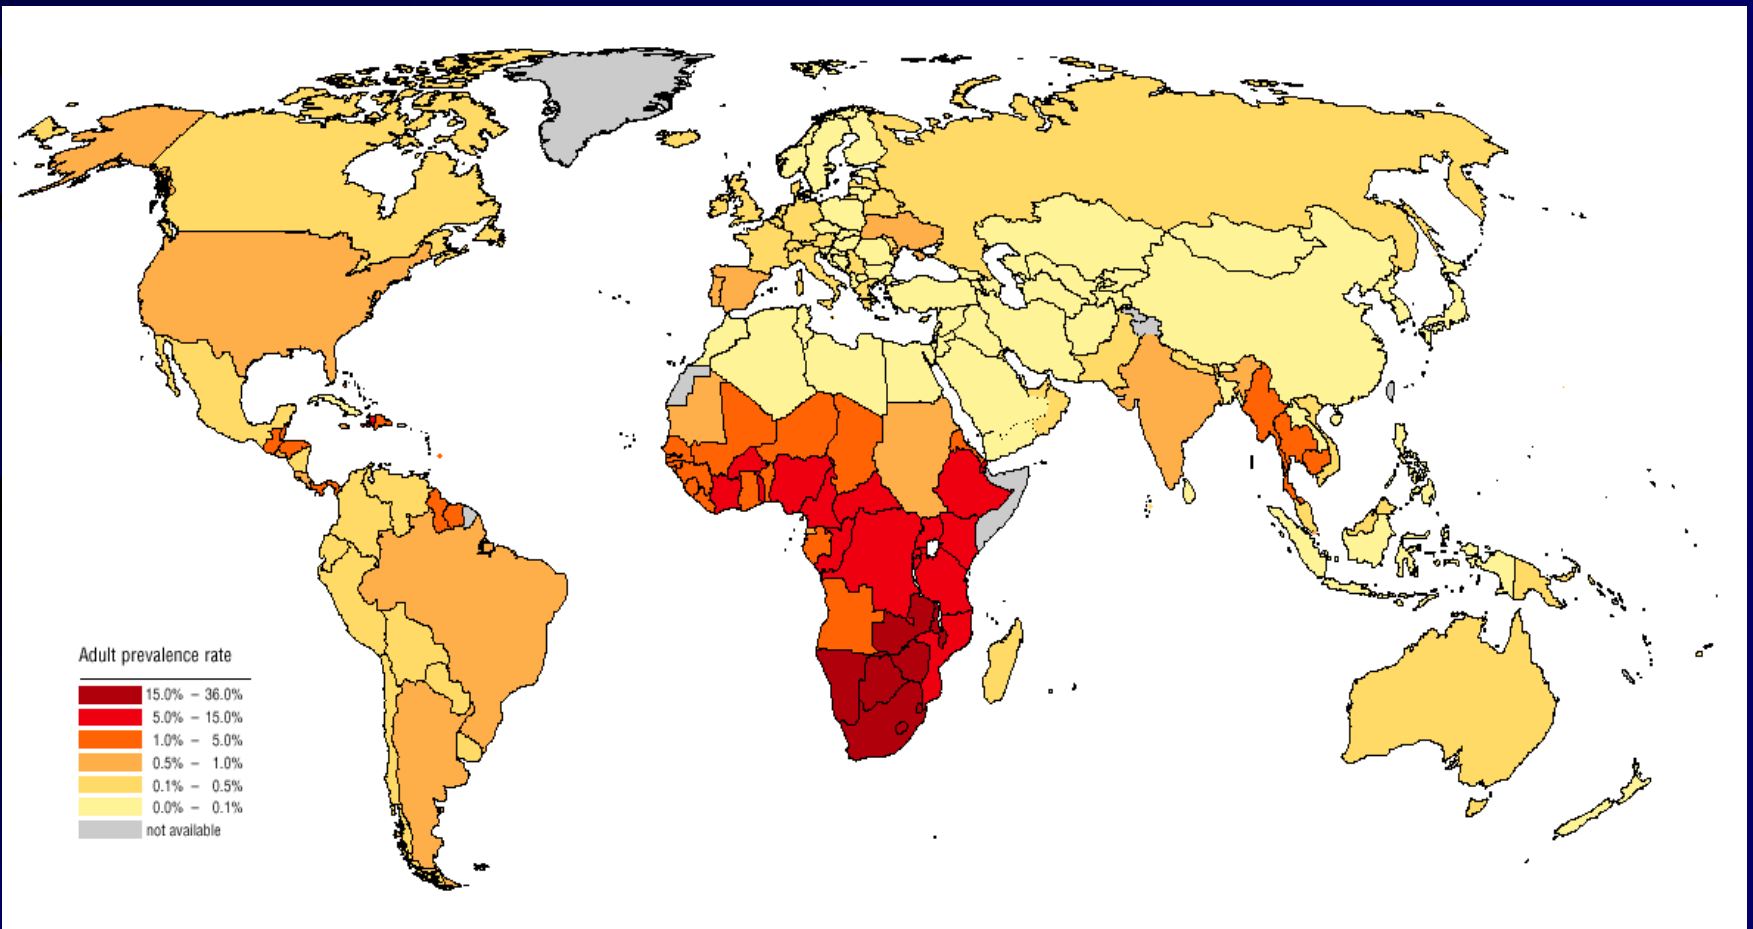 Adult prevalence rate
15.0% – 36.0%
5.0% – 15.0%
1.0% – 5.0%
0.5% – 1.0%
0.1% – 0.5%
0.0% – 0.1%
not available